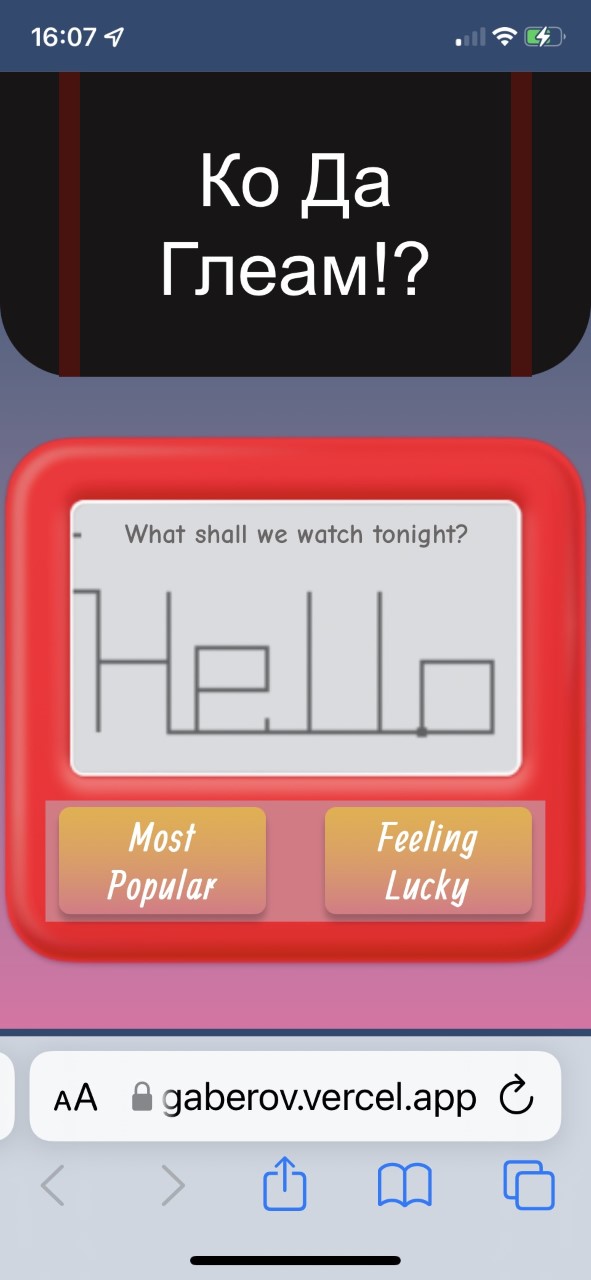 16:07
Ко Да
Глеам!?
What shall we watch tonight?
Hello
Most
Popular
Feeling
Lucky
AA
gaberov.vercel.app